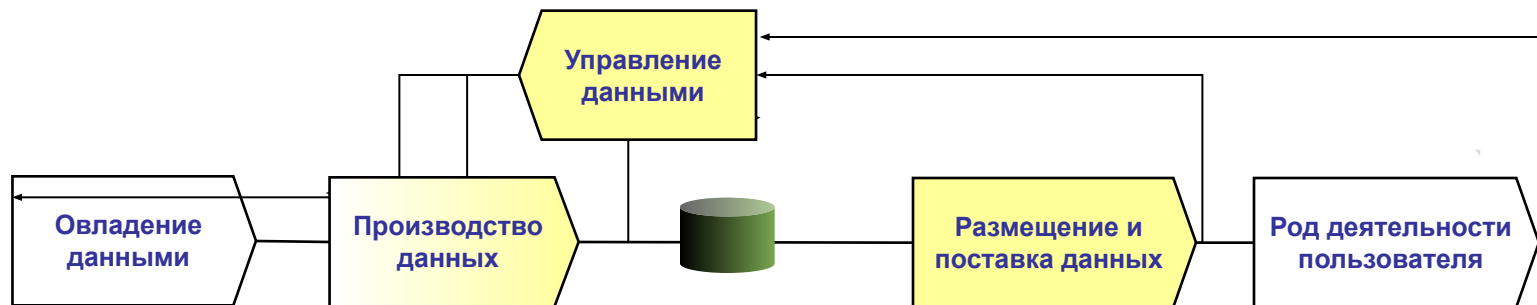 Управление
данными
Овладение
данными
Производство
данных
Размещение и
поставка данных
Род деятельности
пользователя